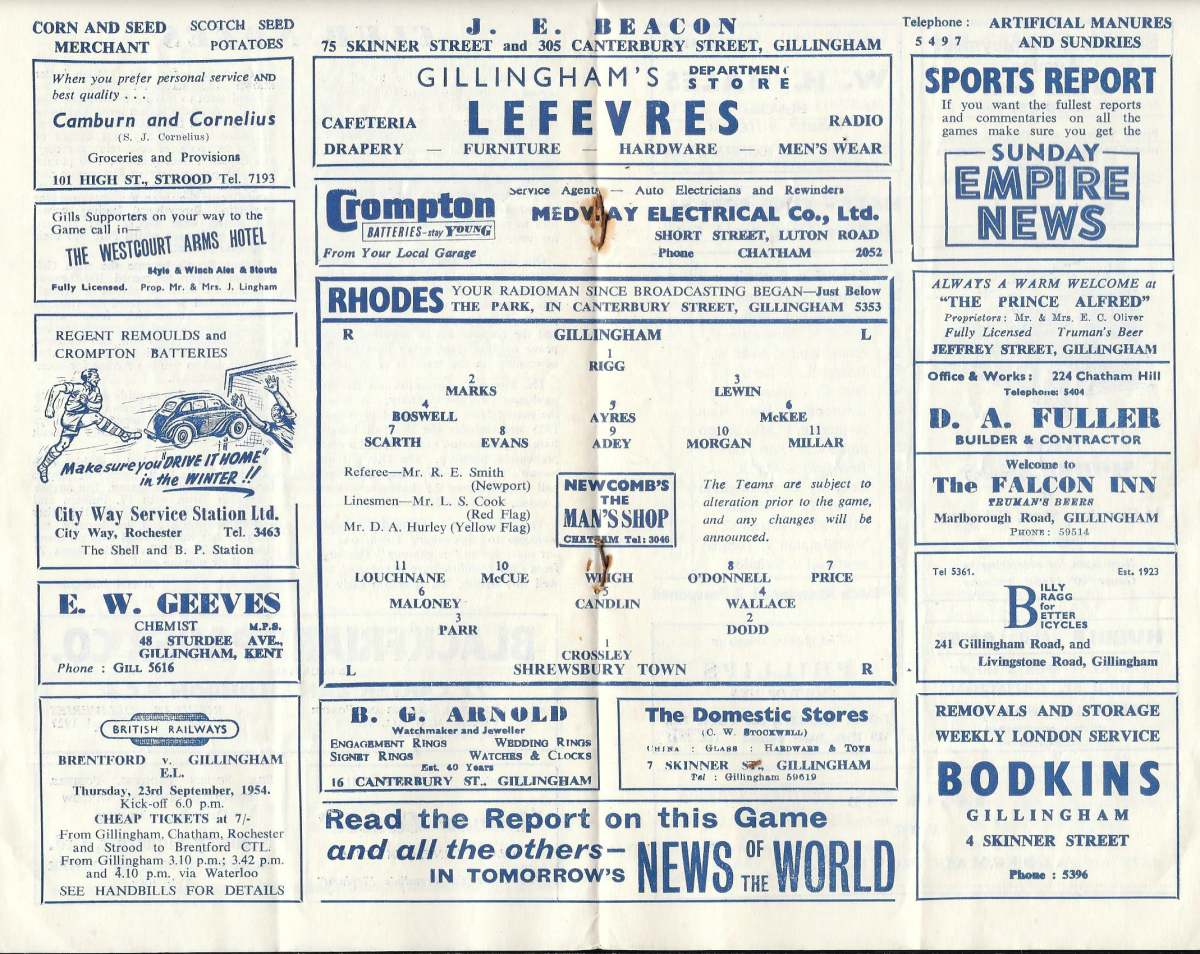 CORN AND SEED MERCHANT
SCOTCH SEED POTATOES
J. E. BEACON
75 SKINNER STREET and 305 CANTERBURY STREET, GILLINGHAM
Telephone : 5497
ARTIFICIAL MANURES AND SUNDRIES
When you prefer personal service AND
best quality . . .
Camburn and Cornelius
(S. J. Cornelius)
Groceries and Provisions
101 HIGH ST., STROOD Tel. 7193
Gills Supporters on your way to the
Game call in—
THE WESTCOURT ARMS HOTEL
Style & Winch Ales & Stouts
Fully Licensed. Prop. Mr. & Mrs. J. Lingham
REGENT REMOULDS and
CROMPTON BATTERIES
Make sure you "DRIVE IT HOME"
in the WINTER !!
City Way Service Station Ltd.
City Way, Rochester Tel. 3463
The Shell and B. P. Station
E. W. GEEVES
CHEMIST M.P.S.
48 STURDEE AVE.,
GILLINGHAM, KENT
Phone : GILL 5616
BRITISH RAILWAYS
BRENTFORD v. GILLINGHAM
E.L.
Thursday, 23rd September, 1954.
Kick-off 6.0 p.m.
CHEAP TICKETS at 7/-
From Gillingham, Chatham, Rochester
and Strood to Brentford CTL.
From Gillingham 3.10 p.m.; 3.42 p.m.
and 4.10 p.m. via Waterloo
SEE HANDBILLS FOR DETAILS
GILLINGHAM'S DEPARTMENT STORE
CAFETERIA LEFEVRES RADIO
DRAPERY — FURNITURE — HARDWARE — MEN'S WEAR
Service Agents — Auto Electricians and Rewinders
Crompton
BATTERIES—stay YOUNG
From Your Local Garage
MEDWAY ELECTRICAL Co., Ltd.
SHORT STREET, LUTON ROAD
Phone CHATHAM 2052
RHODES YOUR RADIOMAN SINCE BROADCASTING BEGAN—Just Below
THE PARK, IN CANTERBURY STREET, GILLINGHAM 5353
R GILLINGHAM L
1
RIGG
2 3
MARKS LEWIN
4 5 6
BOSWELL AYRES McKEE
7 8 9 10 11
SCARTH EVANS ADEY MORGAN MILLAR
Referee—Mr. R. E. Smith
(Newport)
Linesmen—Mr. L. S. Cook
(Red Flag)
Mr. D. A. Hurley (Yellow Flag)
NEWCOMB'S
THE
MAN'S SHOP
CHATHAM Tel: 3046
The Teams are subject to
alteration prior to the game,
and any changes will be
announced.
11 10 8 7
LOUCHNANE McCUE O'DONNELL PRICE
6 5 4
MALONEY CANDLIN WALLACE
3 2
PARR DODD
1
CROSSLEY
L SHREWSBURY TOWN R
B. G. ARNOLD
Watchmaker and Jeweller
ENGAGEMENT RINGS WEDDING RINGS
SIGNET RINGS WATCHES & CLOCKS
Est. 40 Years
16 CANTERBURY ST., GILLINGHAM
The Domestic Stores
(C. W. STOCKWELL)
CHINA : GLASS : HARDWARE & TOYS
7 SKINNER ST., GILLINGHAM
Tel : Gillingham 59619
Read the Report on this Game
and all the others—
IN TOMORROW'S NEWS OF THE WORLD
SPORTS REPORT
If you want the fullest reports
and commentaries on all the
games make sure you get the
SUNDAY
EMPIRE
NEWS
ALWAYS A WARM WELCOME at
"THE PRINCE ALFRED"
Proprietors: Mr. & Mrs. E. C. Oliver
Fully Licensed Truman's Beer
JEFFREY STREET, GILLINGHAM
Office & Works : 224 Chatham Hill
Telephone: 5404
D. A. FULLER
BUILDER & CONTRACTOR
Welcome to
The FALCON INN
TRUMAN'S BEERS
Marlborough Road, GILLINGHAM
PHONE : 59514
Tel 5361. Est. 1923
BILLY
RAGG
for
BETTER
BICYCLES
241 Gillingham Road, and
Livingstone Road, Gillingham
REMOVALS AND STORAGE
WEEKLY LONDON SERVICE
BODKINS
GILLINGHAM
4 SKINNER STREET
Phone : 5396